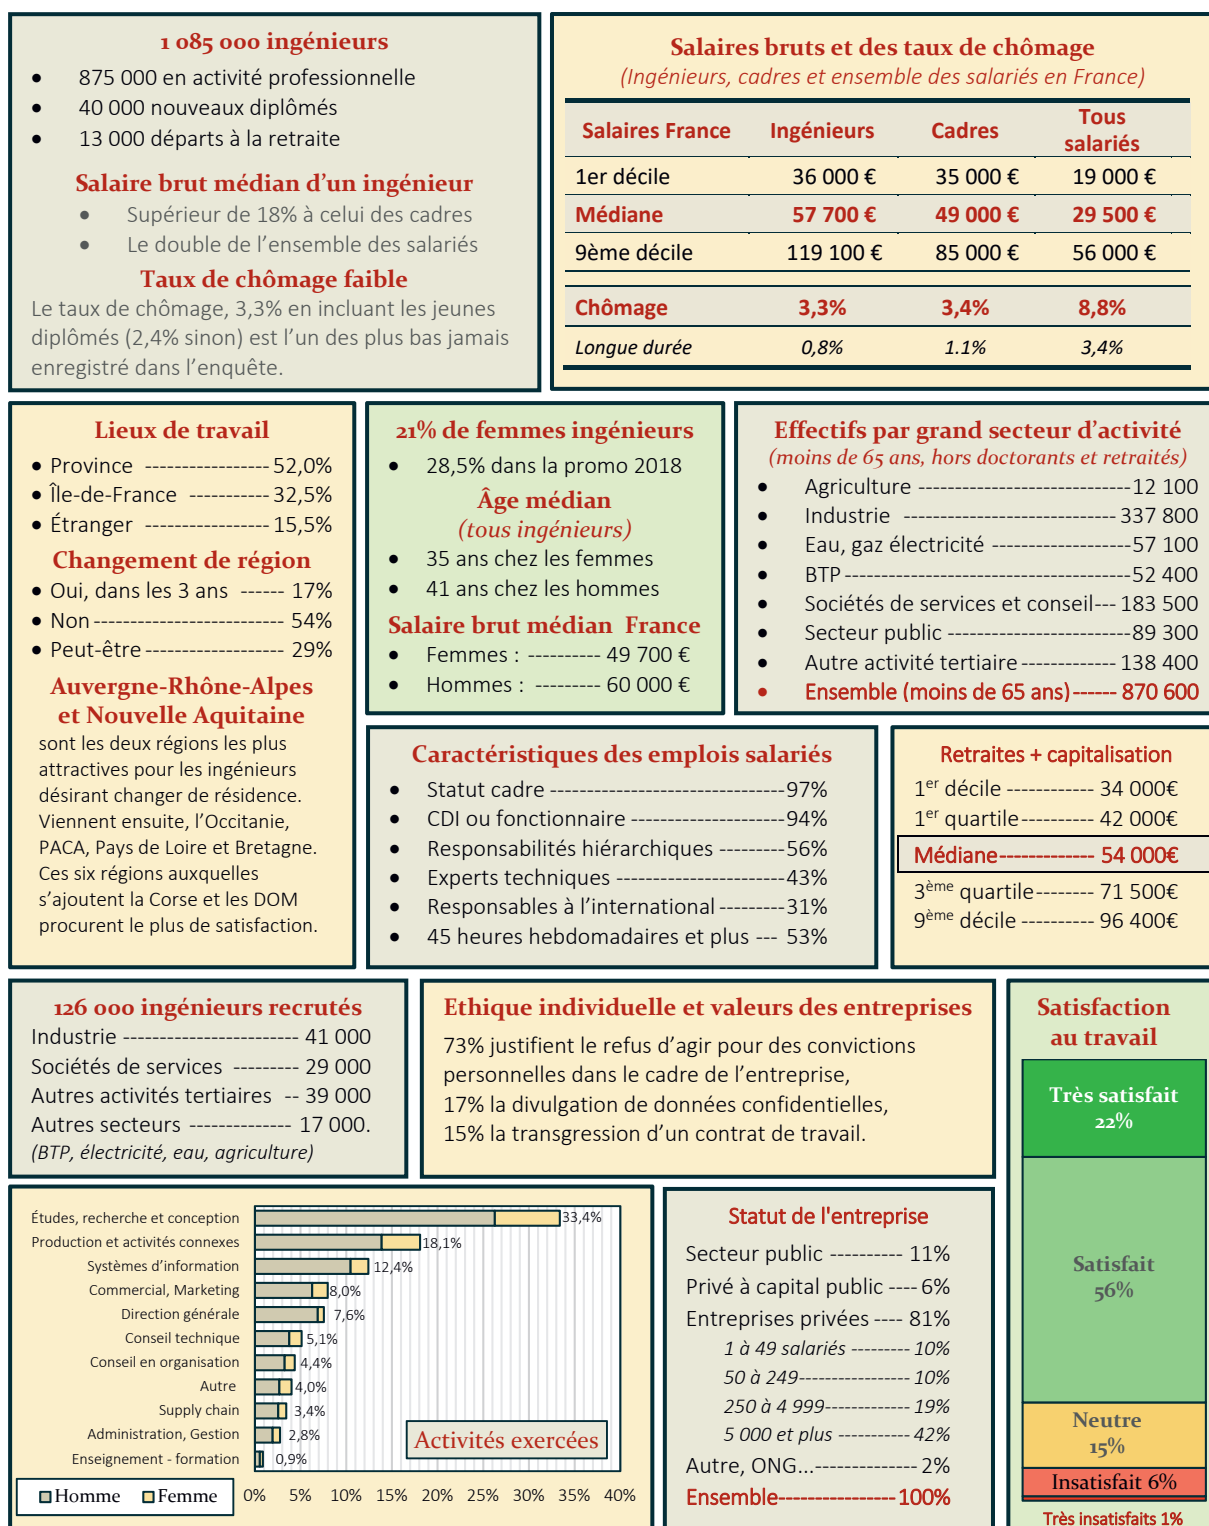 1 085 000 ingénieurs
• 875 000 en activité professionnelle
• 40 000 nouveaux diplômés
• 13 000 départs à la retraite
Salaire brut médian d’un ingénieur
• Supérieur de 18% à celui des cadres
• Le double de l’ensemble des salariés
Taux de chômage faible
Le taux de chômage, 3,3% en incluant les jeunes
diplômés (2,4% sinon) est l’un des plus bas jamais
enregistré dans l’enquête.
Salaires bruts et des taux de chômage
(Ingénieurs, cadres et ensemble des salariés en France)
Salaires France Ingénieurs Cadres Tous salariés
1er décile 36 000 € 35 000 € 19 000 €
Médiane 57 700 € 49 000 € 29 500 €
9ème décile 119 100 € 85 000 € 56 000 €
Chômage 3,3% 3,4% 8,8%
Longue durée 0,8% 1.1% 3,4%
Lieux de travail
• Province ----------------- 52,0%
• Île-de-France ----------- 32,5%
• Étranger ----------------- 15,5%
Changement de région
• Oui, dans les 3 ans ------ 17%
• Non -------------------------- 54%
• Peut-être ------------------- 29%
Auvergne-Rhône-Alpes
et Nouvelle Aquitaine
sont les deux régions les plus
attractives pour les ingénieurs
désirant changer de résidence.
Viennent ensuite, l’Occitanie,
PACA, Pays de Loire et Bretagne.
Ces six régions auxquelles
s’ajoutent la Corse et les DOM
procurent le plus de satisfaction.
21% de femmes ingénieurs
• 28,5% dans la promo 2018
Âge médian
(tous ingénieurs)
• 35 ans chez les femmes
• 41 ans chez les hommes
Salaire brut médian France
• Femmes : ---------- 49 700 €
• Hommes : --------- 60 000 €
Effectifs par grand secteur d’activité
(moins de 65 ans, hors doctorants et retraités)
• Agriculture -----------------------------12 100
• Industrie ----------------------------- 337 800
• Eau, gaz électricité --------------------57 100
• BTP---------------------------------------52 400
• Sociétés de services et conseil--- 183 500
• Secteur public -------------------------89 300
• Autre activité tertiaire------------- 138 400
• Ensemble (moins de 65 ans)------ 870 600
Caractéristiques des emplois salariés
• Statut cadre --------------------------------97%
• CDI ou fonctionnaire ----------------------94%
• Responsabilités hiérarchiques ----------56%
• Experts techniques -----------------------43%
• Responsables à l’international ---------31%
• 45 heures hebdomadaires et plus --- 53%
Retraites + capitalisation
1er décile ----------- 34 000€
1er quartile---------- 42 000€
Médiane------------- 54 000€
3ème quartile-------- 71 500€
9ème décile ---------- 96 400€
126 000 ingénieurs recrutés
Industrie ------------------------ 41 000
Sociétés de services --------- 29 000
Autres activités tertiaires -- 39 000
Autres secteurs -------------- 17 000.
(BTP, électricité, eau, agriculture)
Ethique individuelle et valeurs des entreprises
73% justifient le refus d’agir pour des convictions
personnelles dans le cadre de l’entreprise,
17% la divulgation de données confidentielles,
15% la transgression d’un contrat de travail.
Satisfaction
au travail
Très satisfait
22%
Satisfait
56%
Neutre
15%
Insatisfait 6%
Très insatisfaits 1%
Études, recherche et conception 33,4%
Production et activités connexes 18,1%
Systèmes d’information 12,4%
Commercial, Marketing 8,0%
Direction générale 7,6%
Conseil technique 5,1%
Conseil en organisation 4,4%
Autre 4,0%
Supply chain 3,4%
Administration, Gestion 2,8%
Enseignement - formation 0,9%
Activités exercées
Homme Femme 0% 5% 10% 15% 20% 25% 30% 35% 40%
Statut de l'entreprise
Secteur public ---------- 11%
Privé à capital public ---- 6%
Entreprises privées ---- 81%
1 à 49 salariés --------- 10%
50 à 249----------------- 10%
250 à 4 999------------- 19%
5 000 et plus ----------- 42%
Autre, ONG...------------ 2%
Ensemble----------------100%